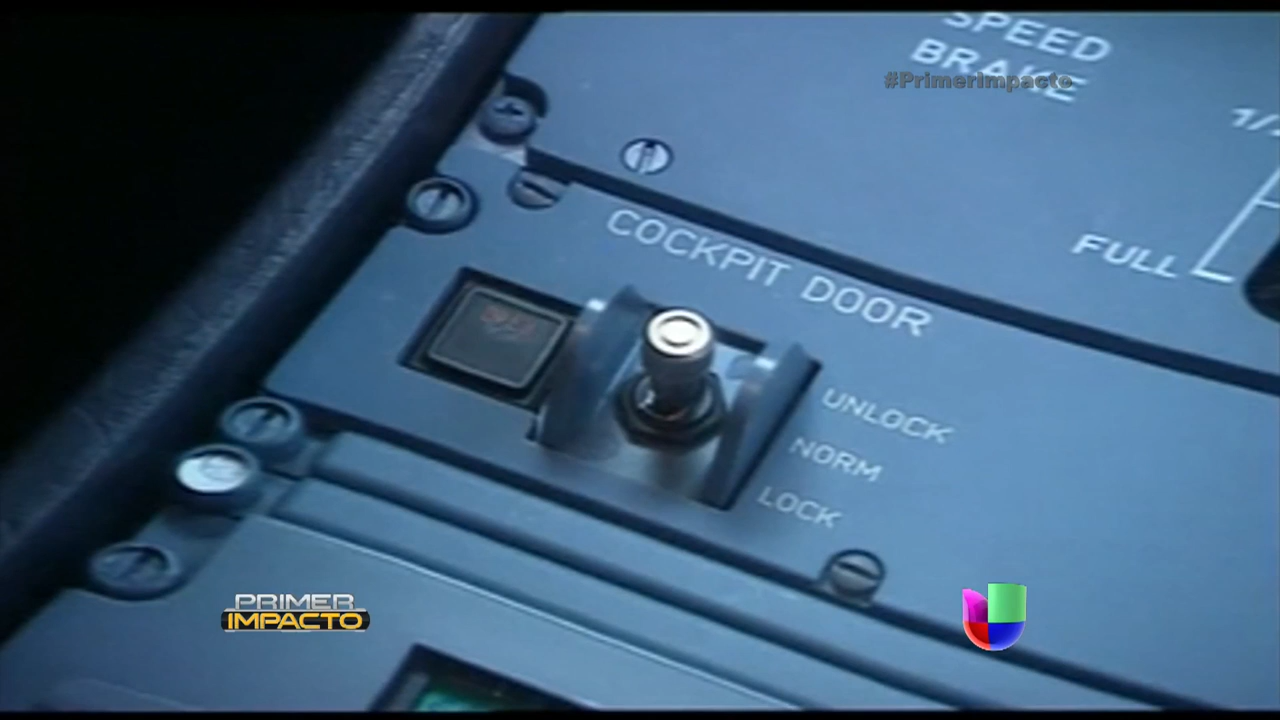 SPEED
BRAKE
#PrimerImpacto
FULL
COCKPIT DOOR
UNLOCK
NORM
LOCK
PRIMER
IMPACTO